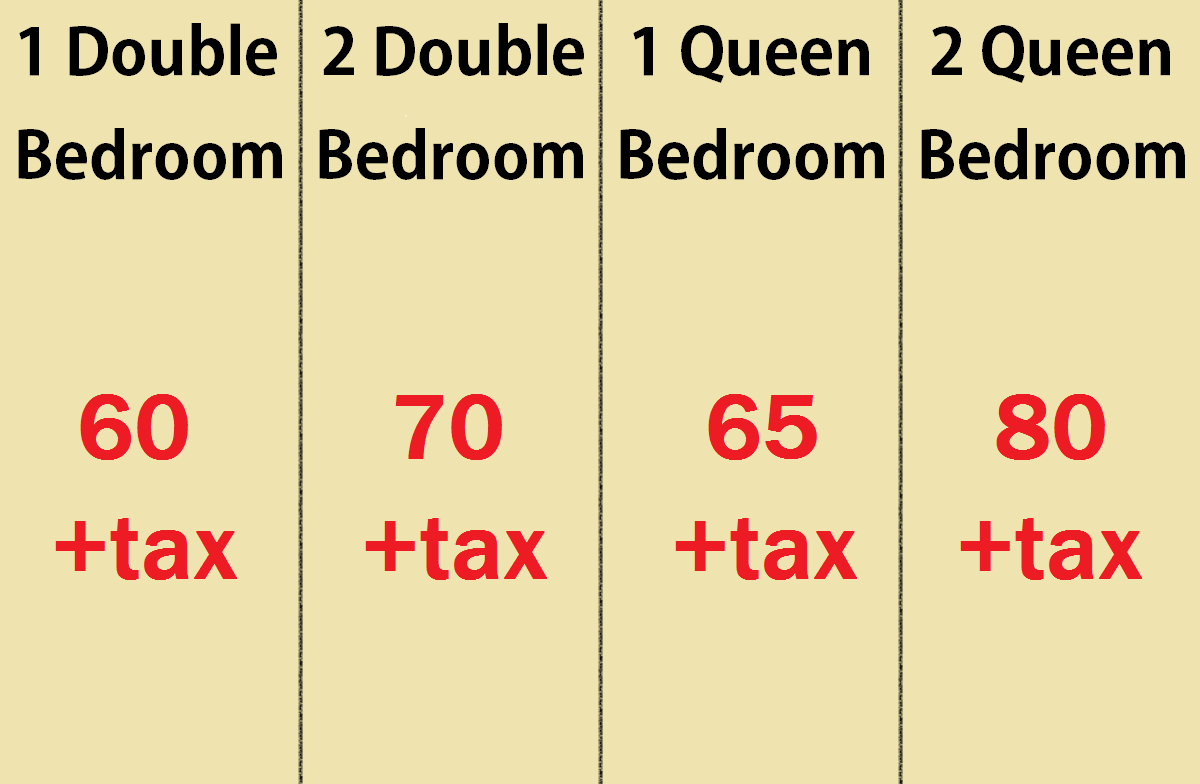 1 Double
Bedroom
60
+tax
2 Double
Bedroom
70
+tax
1 Queen
Bedroom
65
+tax
2 Queen
Bedroom
80
+tax